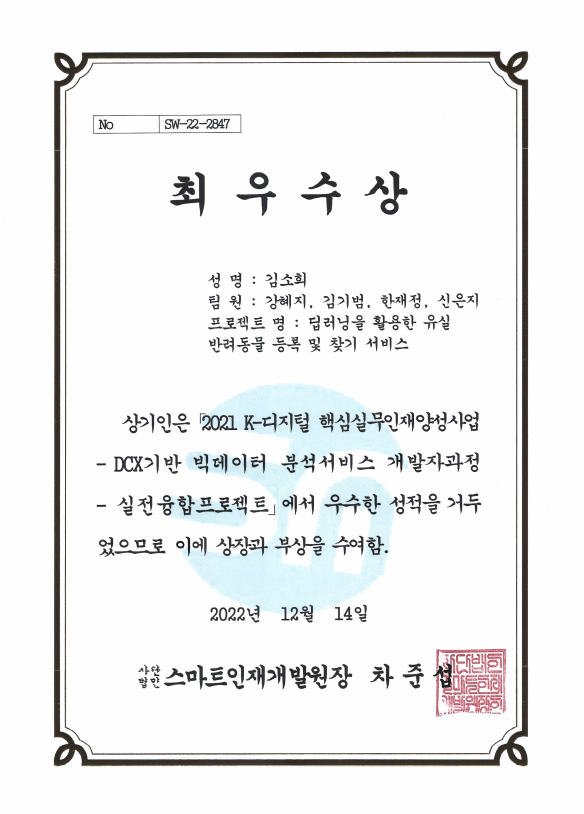 No SW-22-2847
최 우 수 상
성 명 : 김소희
팀 원 : 강혜지, 김기범, 한재정, 신은지
프로젝트 명 : 딥러닝을 활용한 유실
반려동물 등록 및 찾기 서비스
상기인은 「2021 K-디지털 핵심실무인재양성사업
- DCX기반 빅데이터 분석서비스 개발자과정
- 실전융합프로젝트」에서 우수한 성적을 거두
었으므로 이에 상장과 부상을 수여함.
2022년 12월 14일
사단법인 스마트인재개발원장 차 준 섭